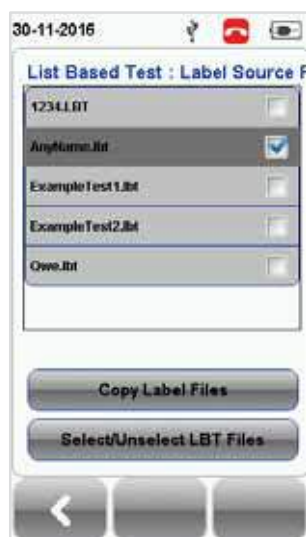 30-11-2016
List Based Test : Label Source F
1234.LBT
AnyName.lbt
ExampleTest1.lbt
ExampleTest2.lbt
Qwe.lbt
Copy Label Files
Select/Unselect LBT Files